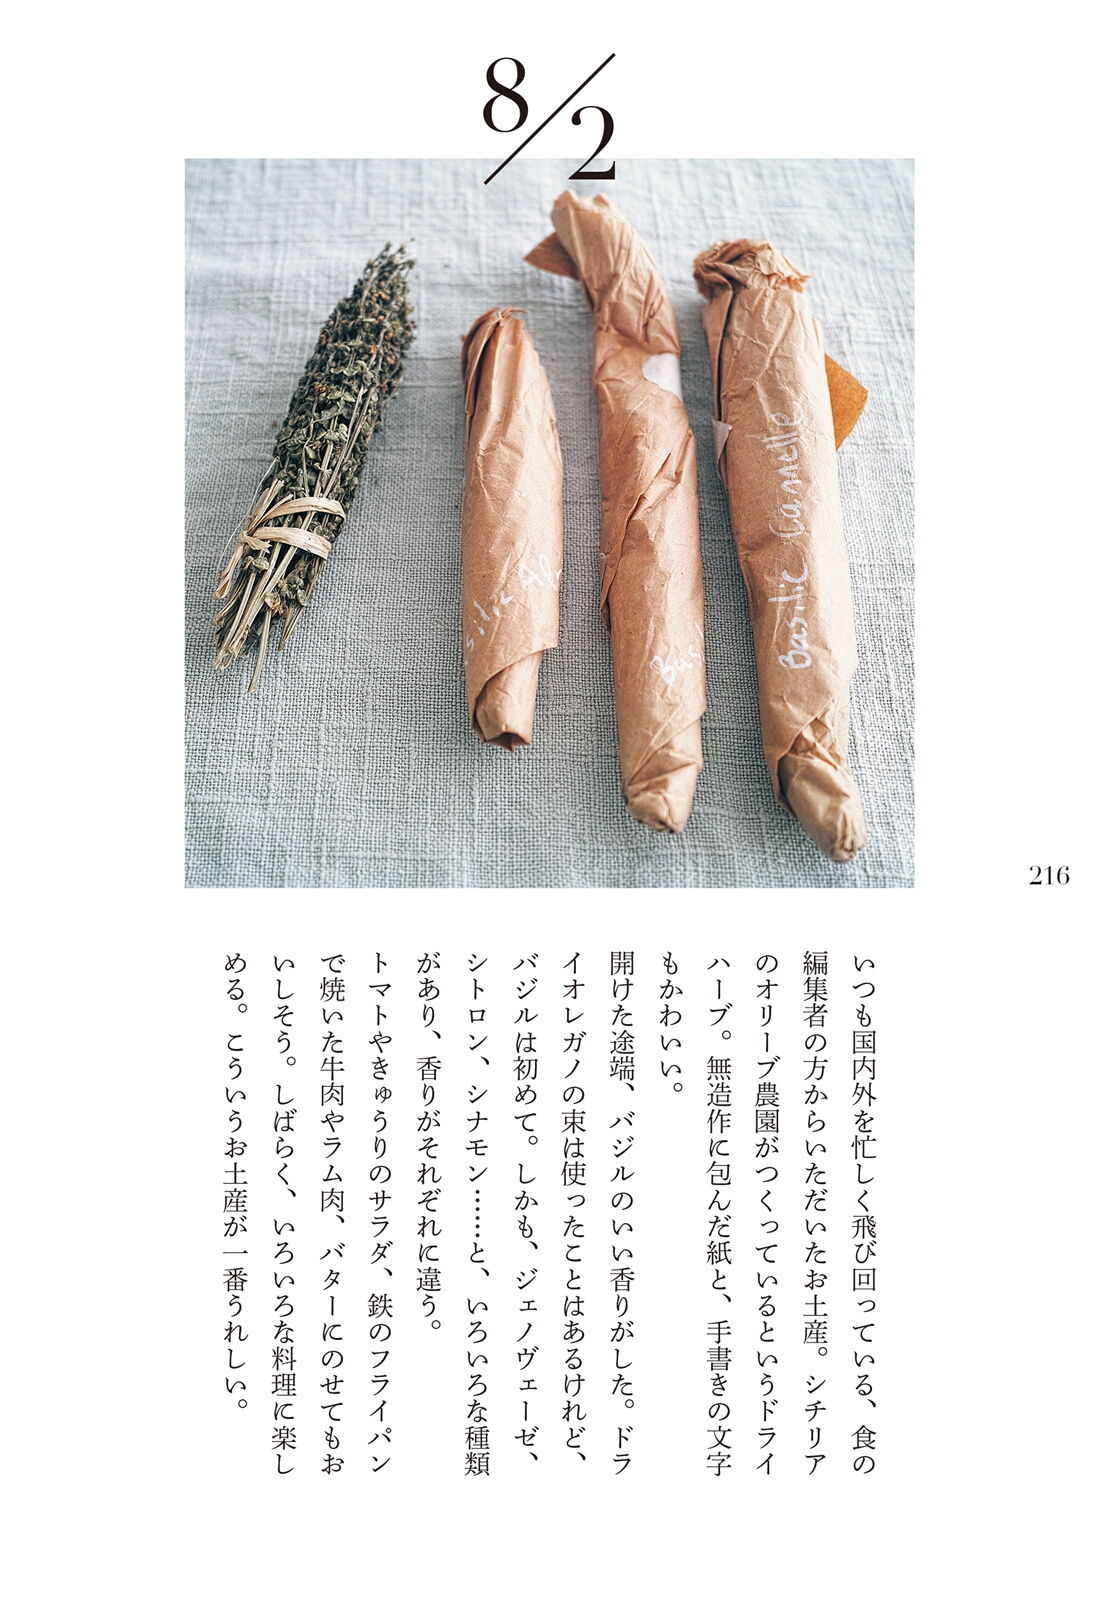 8/2
Basilic Cannelle
216
いつも国内外を忙しく飛び回っている、食の
編集者の方からいただいたお土産。シチリア
のオリーブ農園がつくっているというドライ
ハーブ。無造作に包んだ紙と、手書きの文字
もかわいい。
開けた途端、バジルのいい香りがした。ドラ
イオレガノの束は使ったことはあるけれど、
バジルは初めて。しかも、ジェノヴェーゼ、
シトロン、シナモン……と、いろいろな種類
があり、香りがそれぞれに違う。
トマトやきゅうりのサラダ、鉄のフライパン
で焼いた牛肉やラム肉、バターにのせてもお
いしそう。しばらく、いろいろな料理に楽し
める。こういうお土産が一番うれしい。